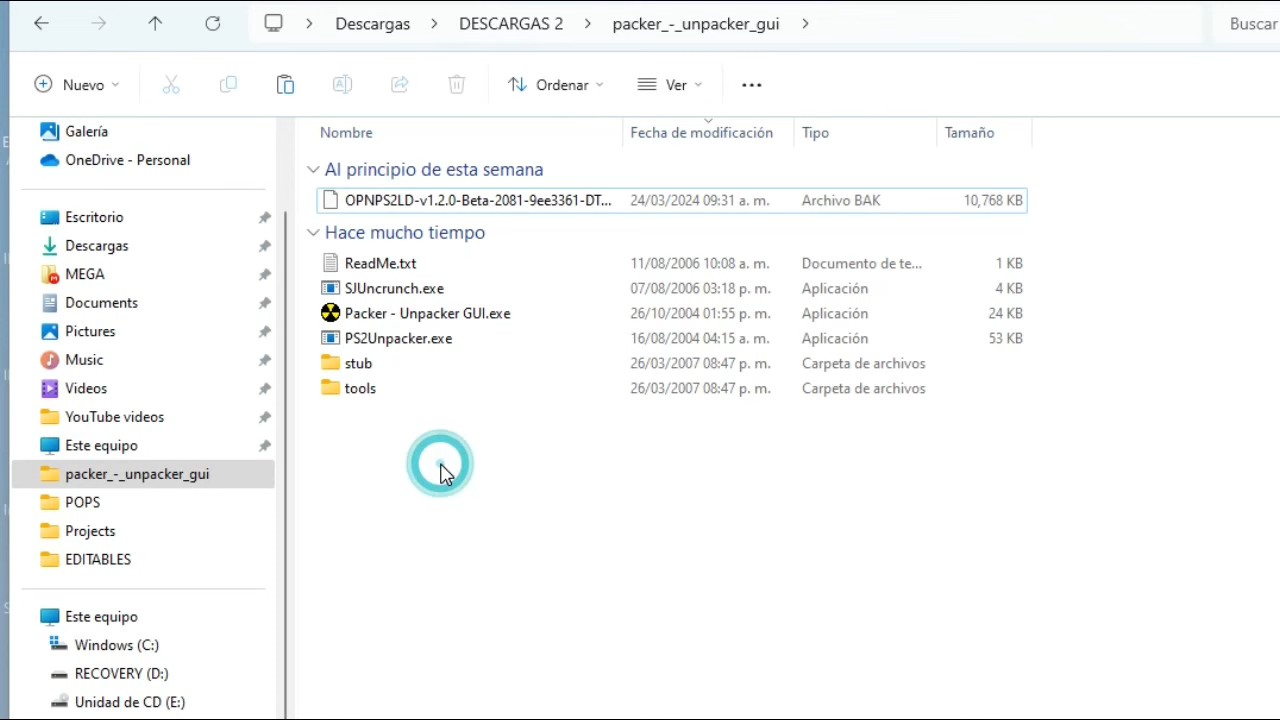 Descargas DESCARGAS 2 packer_-_unpacker_gui Buscar
Nuevo Ordenar Ver
Galería
OneDrive - Personal
Escritorio
Descargas
MEGA
Documents
Pictures
Music
Videos
YouTube videos
Este equipo
packer_-_unpacker_gui
POPS
Projects
EDITABLES
Este equipo
Windows (C:)
RECOVERY (D:)
Unidad de CD (E:)
Nombre Fecha de modificación Tipo Tamaño
Al principio de esta semana
OPNPS2LD-v1.2.0-Beta-2081-9ee3361-DT... 24/03/2024 09:31 a. m. Archivo BAK 10,768 KB
Hace mucho tiempo
ReadMe.txt 11/08/2006 10:08 a. m. Documento de te... 1 KB
SJUncrunch.exe 07/08/2006 03:18 p. m. Aplicación 4 KB
Packer - Unpacker GUI.exe 26/10/2004 01:55 p. m. Aplicación 24 KB
PS2Unpacker.exe 16/08/2004 04:15 a. m. Aplicación 53 KB
stub 26/03/2007 08:47 p. m. Carpeta de archivos
tools 26/03/2007 08:47 p. m. Carpeta de archivos